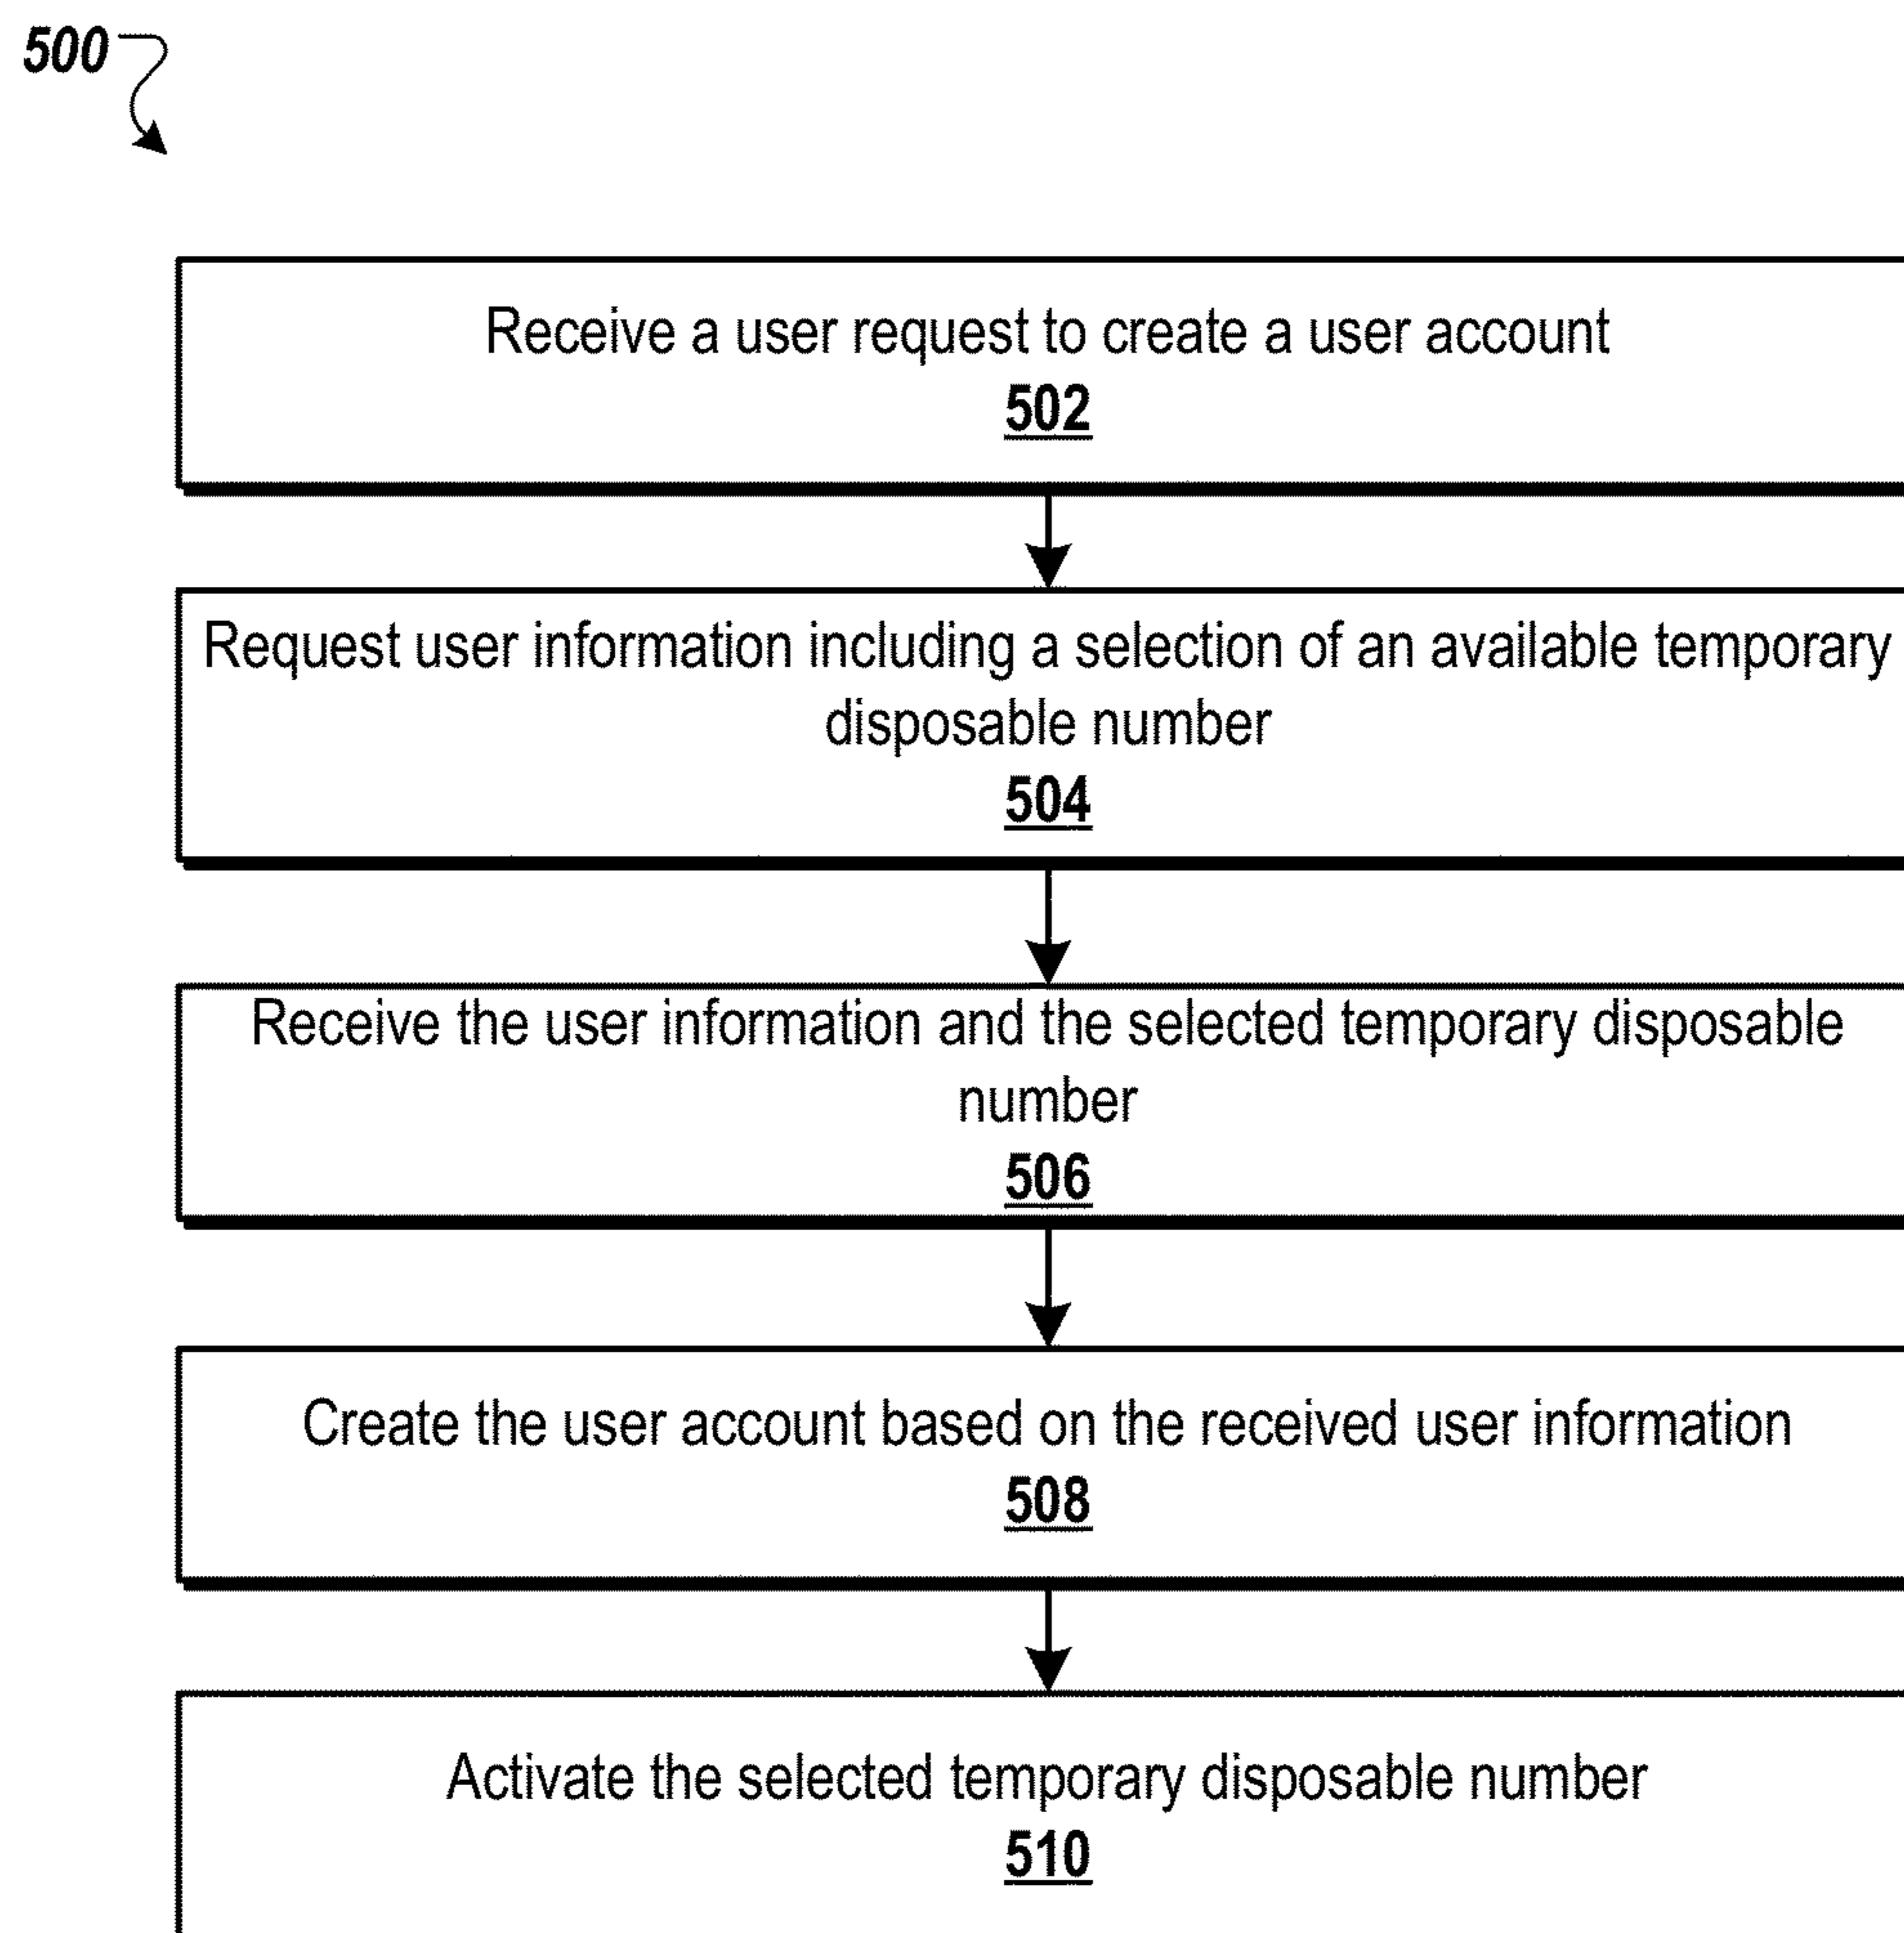 500
Receive a user request to create a user account
502
Request user information including a selection of an available temporary
disposable number
504
Receive the user information and the selected temporary disposable
number
506
Create the user account based on the received user information
508
Activate the selected temporary disposable number
510